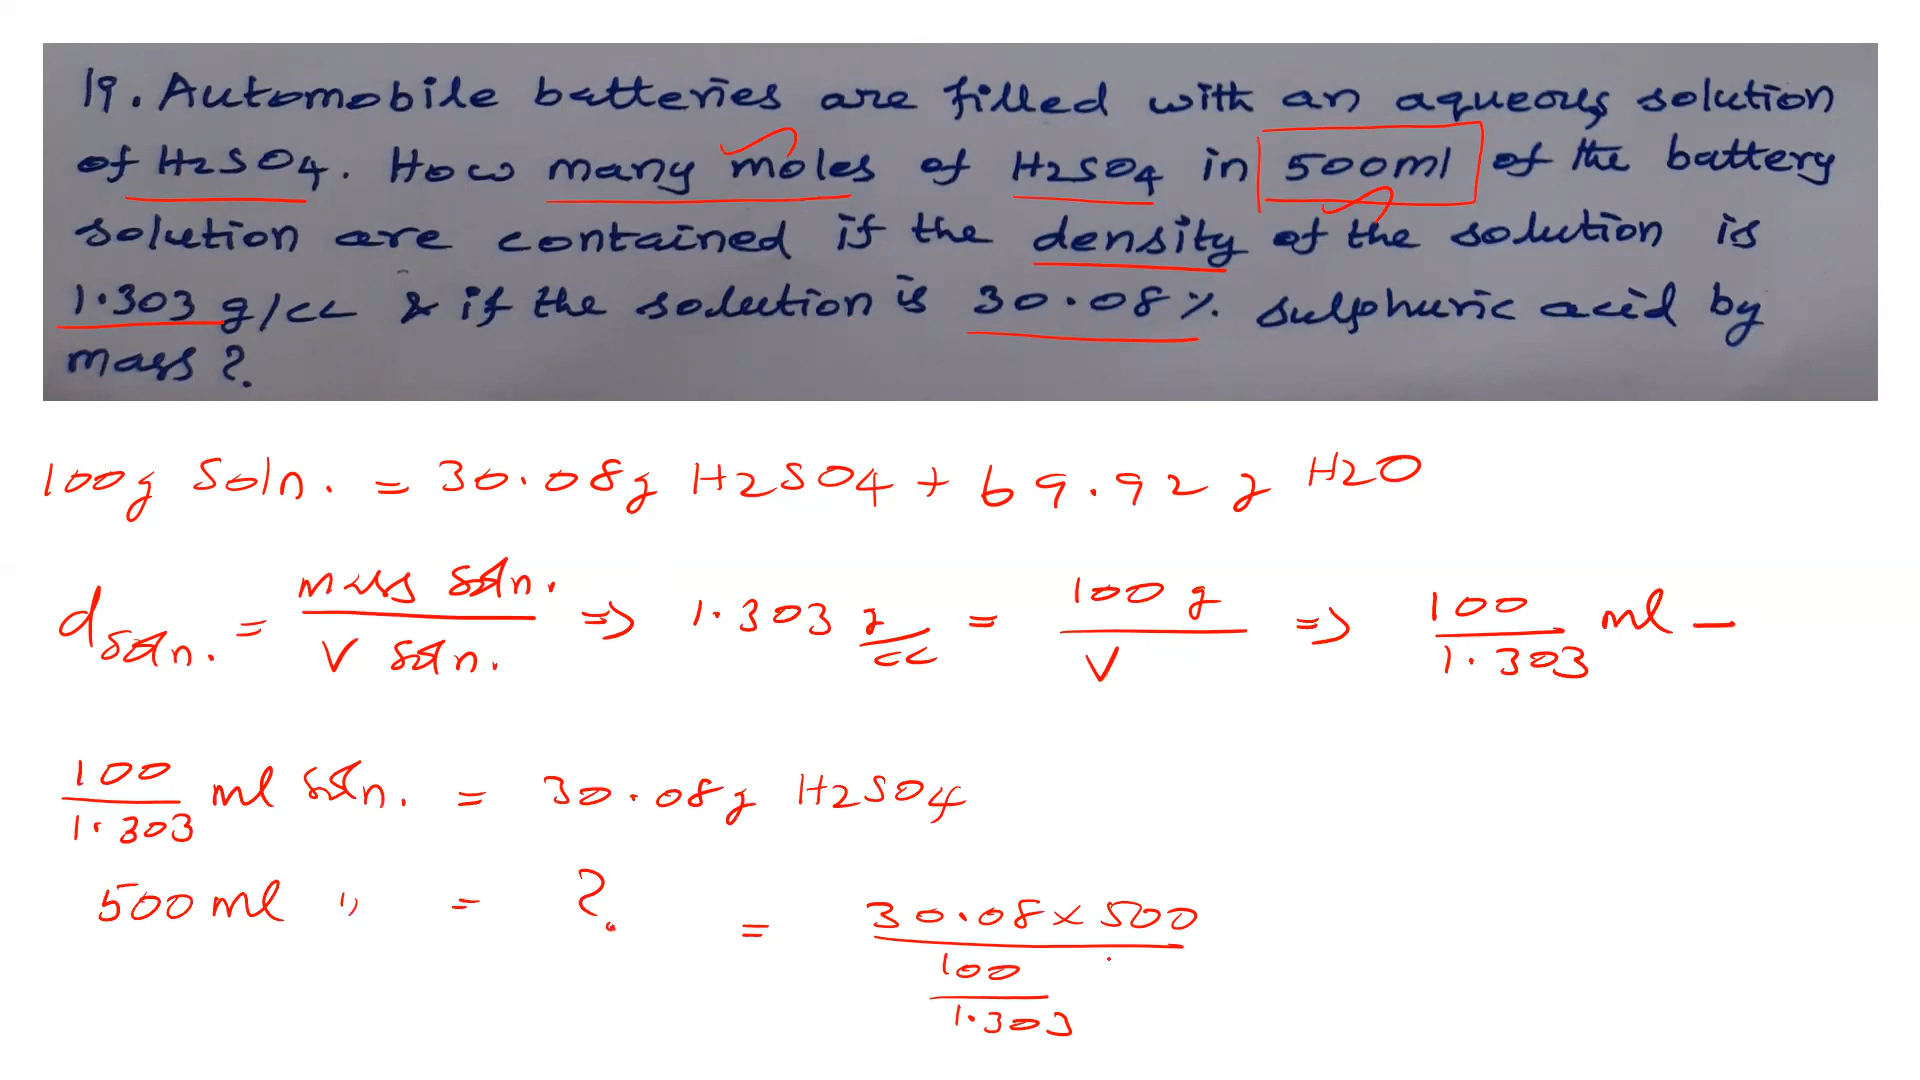 19. Automobile batteries are filled with an aqueous solution
of H2SO4. How many moles of H2SO4 in 500ml of the battery
solution are contained if the density of the solution is
1.303 g/cc & if the solution is 30.08% sulphuric acid by
mass?
100g Soln. = 30.08g H2SO4 + 69.92 g H2O
d soln. = mass soln. / V soln. => 1.303 g/cc = 100 g / V => 100 / 1.303 ml –
100 / 1.303 ml soln. = 30.08g H2SO4
500 ml " = ?
= 30.08 x 500 / 100 / 1.303